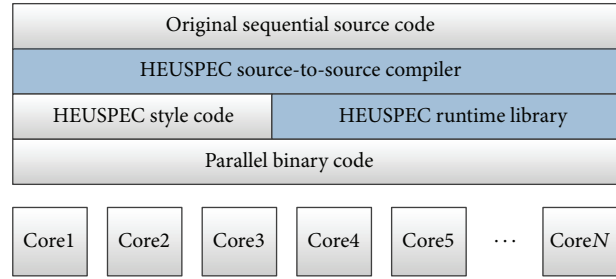 Original sequential source code
HEUSPEC source-to-source compiler
HEUSPEC style code HEUSPEC runtime library
Parallel binary code
Core1 Core2 Core3 Core4 Core5 ··· CoreN